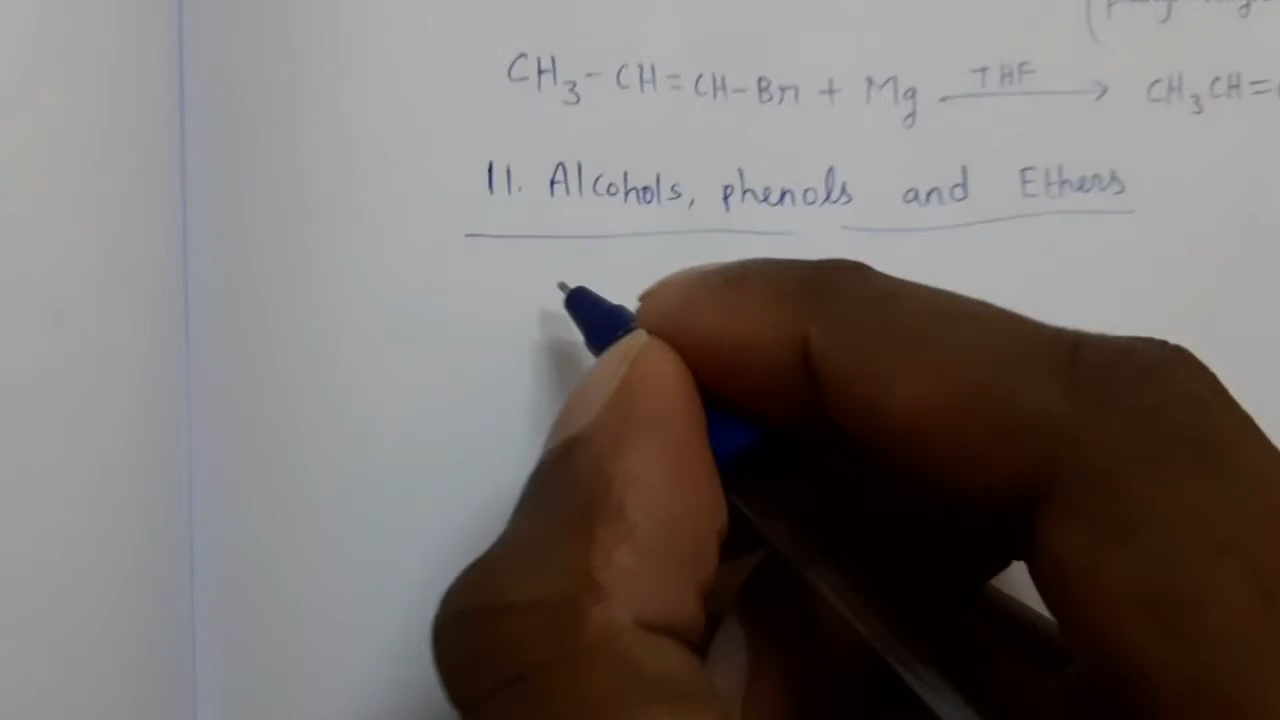 CH₃-CH=CH-Br + Mg THF → CH₃CH=
11. Alcohols, phenols and Ethers